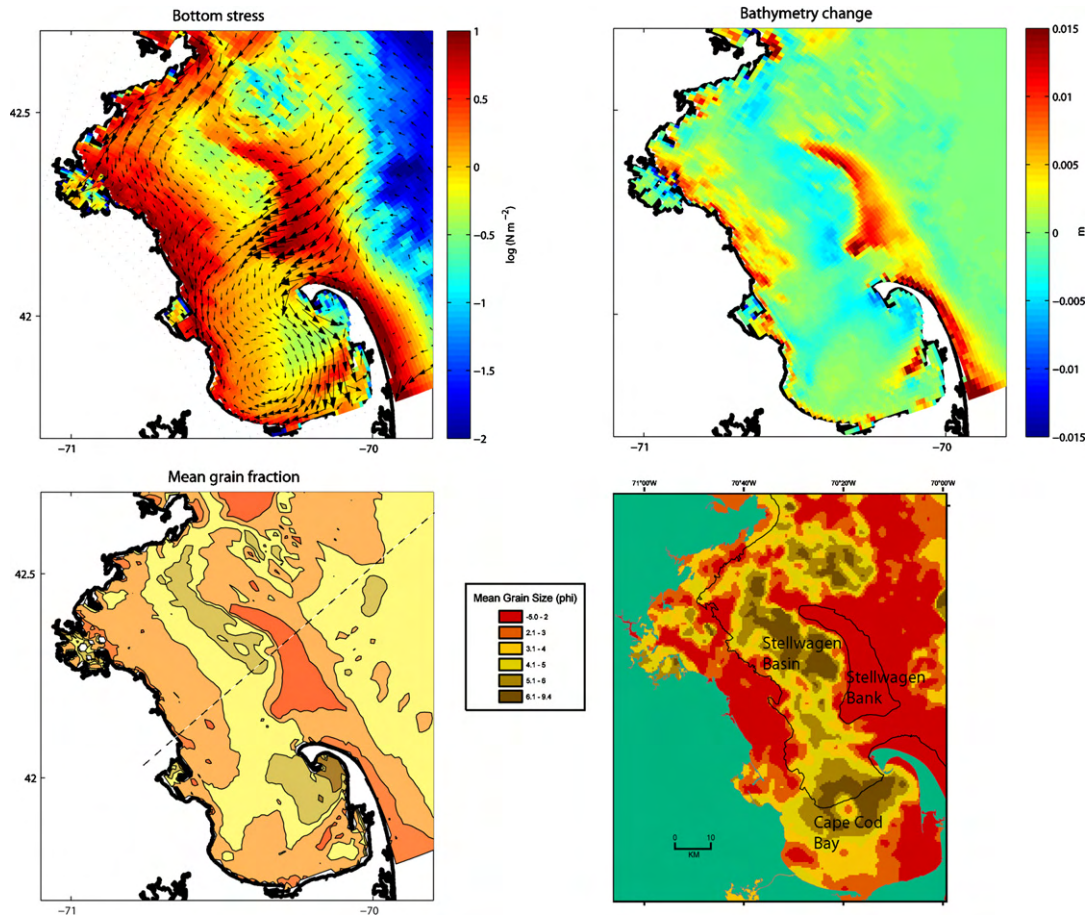 Bottom stress
1
0.5
0
−0.5
−1
−1.5
−2
log (N m⁻²)
42.5
42
−71
−70
Bathymetry change
0.015
0.01
0.005
0
−0.005
−0.01
−0.015
m
−71
−70
Mean grain fraction
42.5
42
−71
−70
Mean Grain Size (phi)
-5.0 - 2
2.1 - 3
3.1 - 4
4.1 - 5
5.1 - 6
6.1 - 9.4
71°0'W
70°40'W
70°20'W
70°0'W
Stellwagen
Basin
Stellwagen
Bank
Cape Cod
Bay
0 10
KM